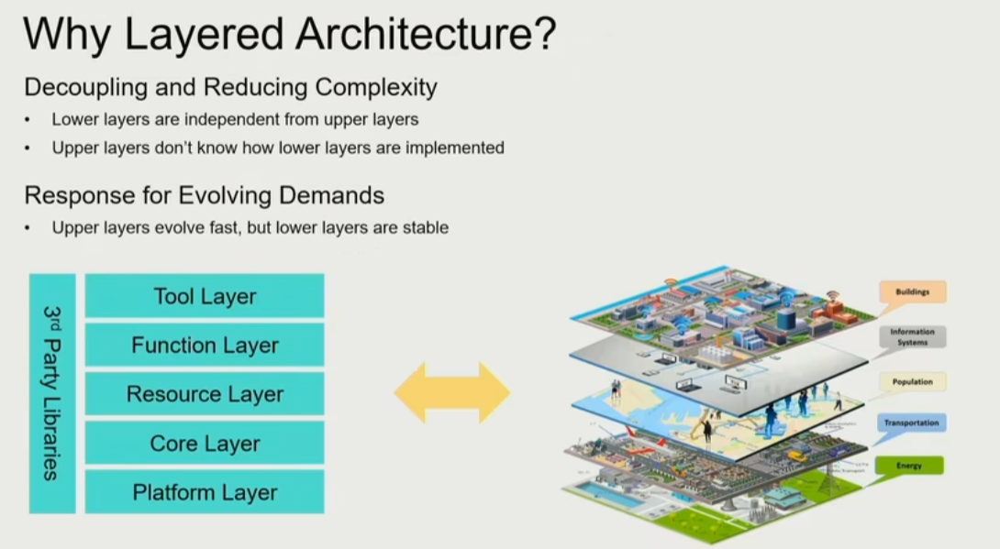 Why Layered Architecture?
Decoupling and Reducing Complexity
• Lower layers are independent from upper layers
• Upper layers don't know how lower layers are implemented
Response for Evolving Demands
• Upper layers evolve fast, but lower layers are stable
3rd Party Libraries
Tool Layer
Function Layer
Resource Layer
Core Layer
Platform Layer
Buildings
Information
Systems
Population
Transportation
Energy